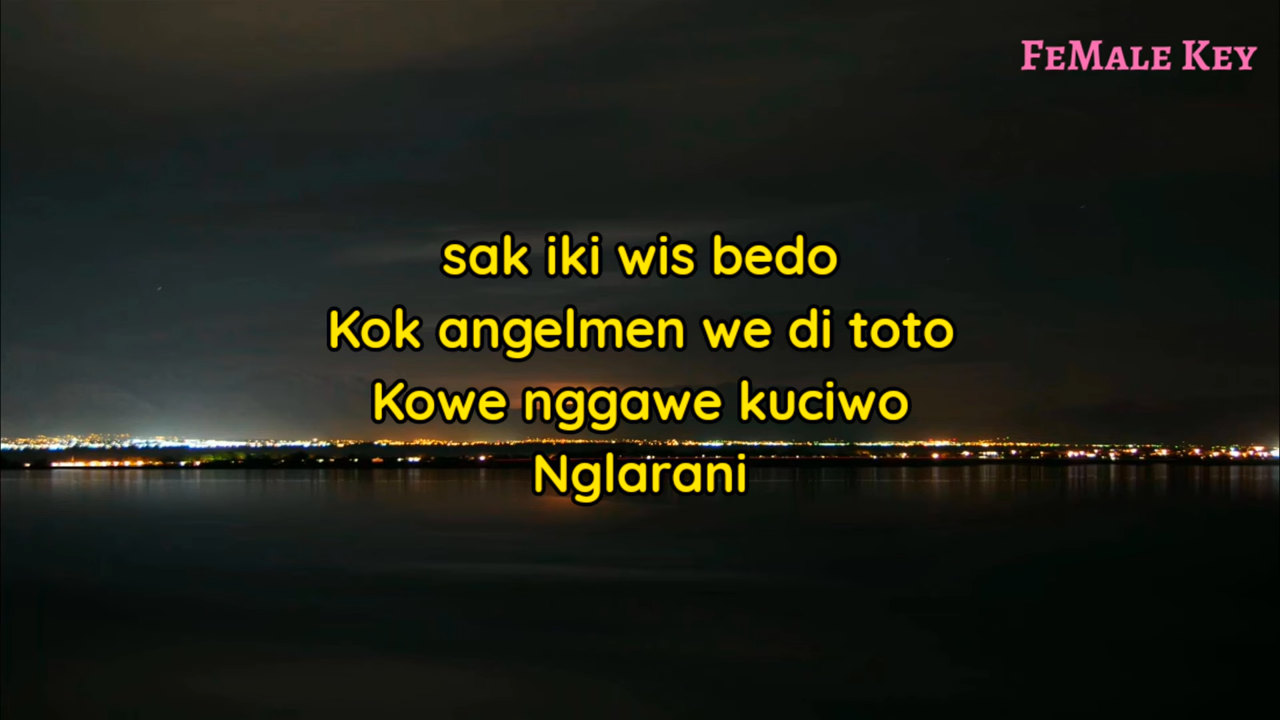 FeMale Key
sak iki wis bedo
Kok angelmen we di toto
Kowe nggawe kuciwo
Nglarani